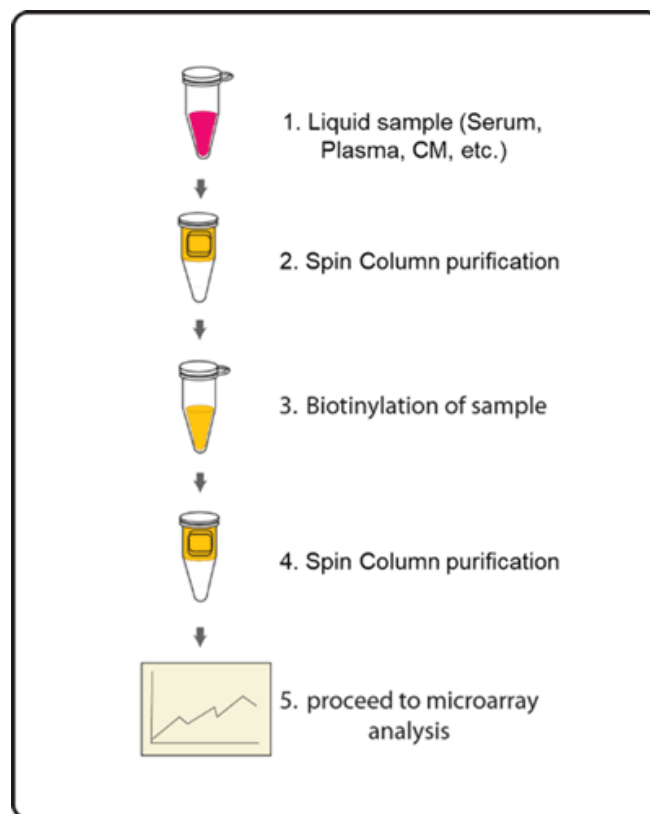 1. Liquid sample (Serum,
Plasma, CM, etc.)
2. Spin Column purification
3. Biotinylation of sample
4. Spin Column purification
5. proceed to microarray
analysis